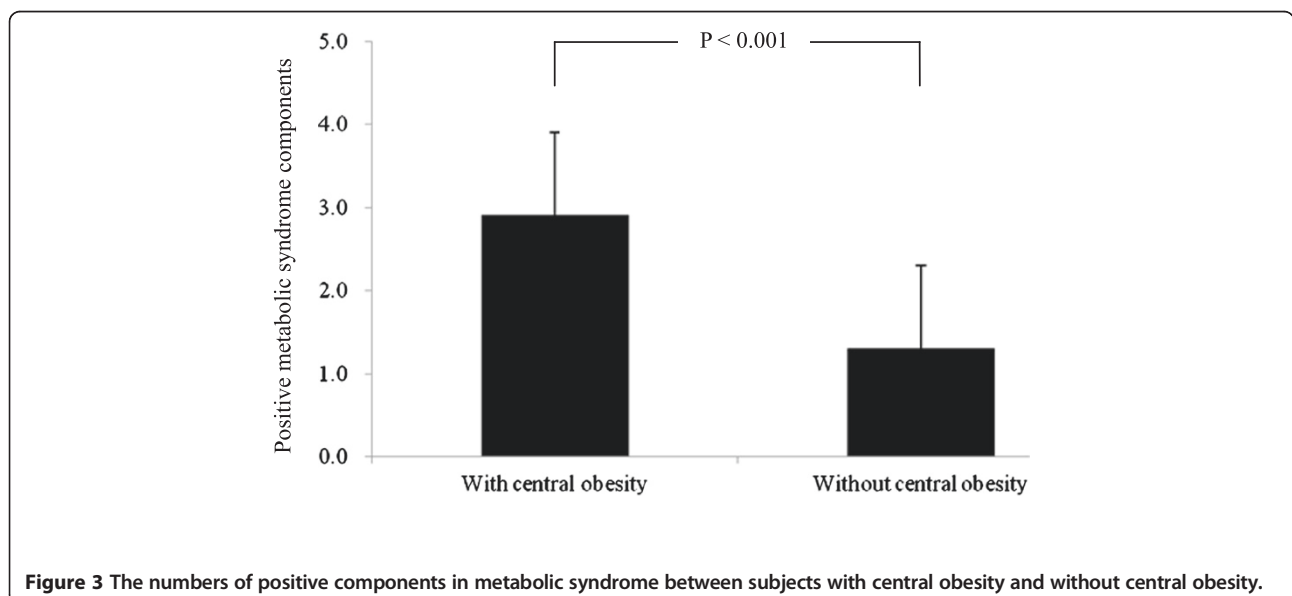 Positive metabolic syndrome components
5.0
P < 0.001
4.0
3.0
2.0
1.0
0.0
With central obesity
Without central obesity
Figure 3 The numbers of positive components in metabolic syndrome between subjects with central obesity and without central obesity.